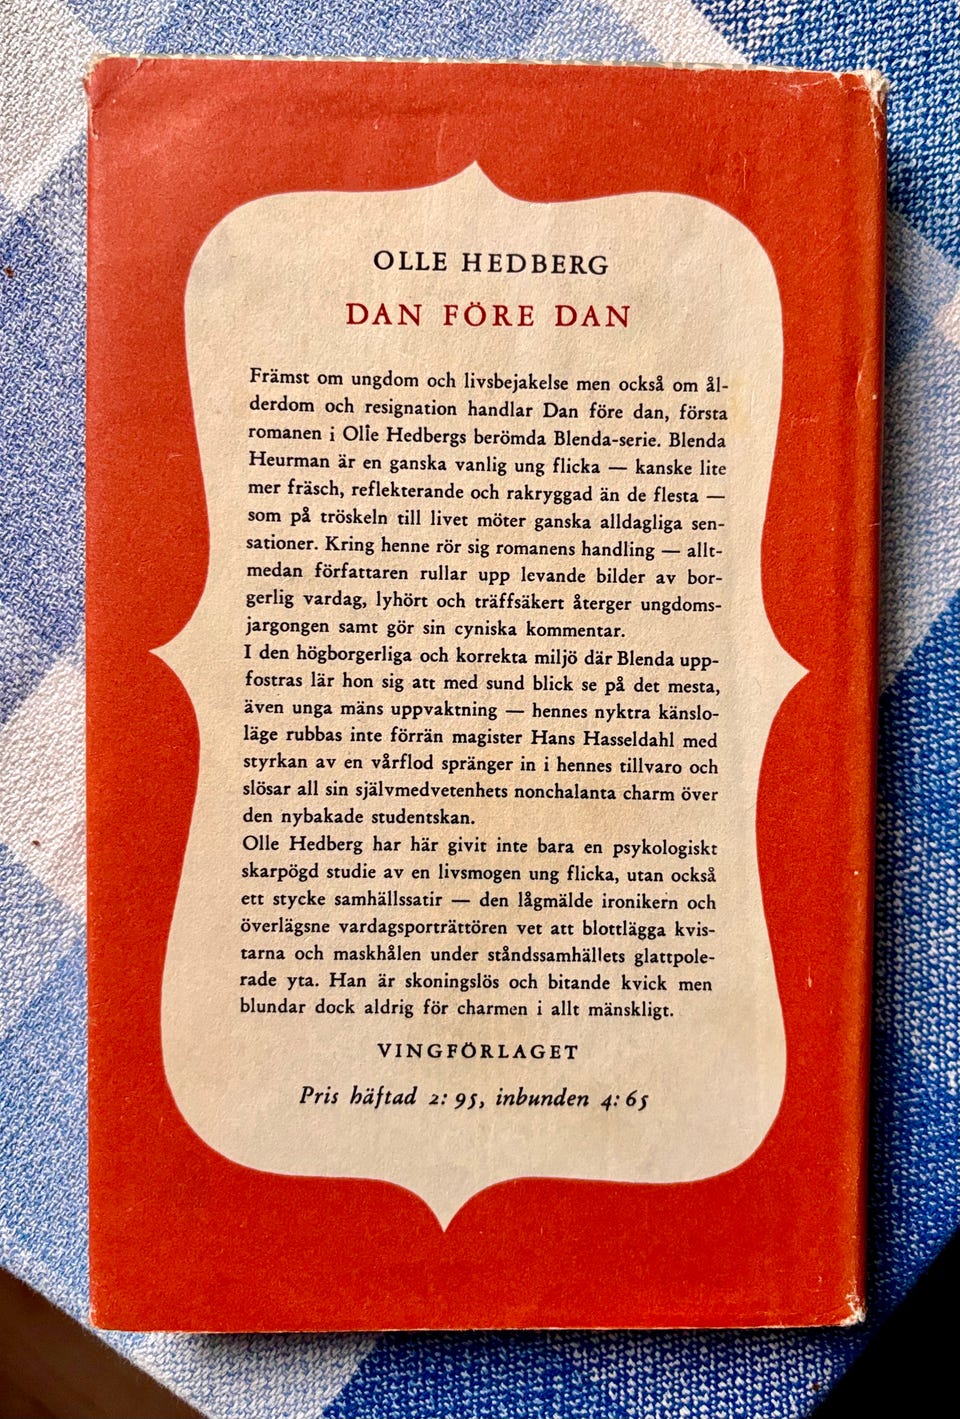 OLLE HEDBERG
DAN FÖRE DAN
Främst om ungdom och livsbejakelse men också om ål-
derdom och resignation handlar Dan före dan, första
romanen i Olle Hedbergs berömda Blenda-serie. Blenda
Heurman är en ganska vanlig ung flicka — kanske lite
mer fräsch, reflekterande och rakryggad än de flesta —
som på tröskeln till livet möter ganska alldagliga sen-
sationer. Kring henne rör sig romanens handling — allt-
medan författaren rullar upp levande bilder av bor-
gerlig vardag, lyhört och träffsäkert återger ungdoms-
jargongen samt gör sin cyniska kommentar.
I den högborgerliga och korrekta miljö där Blenda upp-
fostras lär hon sig att med sund blick se på det mesta,
även unga mäns uppvaktning — hennes nyktra känslo-
läge rubbas inte förrän magister Hans Hasseldahl med
styrkan av en vårflod spränger in i hennes tillvaro och
slösar all sin självmedvetenhets nonchalanta charm över
den nybakade studentskan.
Olle Hedberg har här givit inte bara en psykologiskt
skarpögd studie av en livsmogen ung flicka, utan också
ett stycke samhällssatir — den lågmälde ironikern och
överlägsne vardagsporträttören vet att blottlägga kvis-
tarna och maskhålen under ståndssamhällets glattpole-
rade yta. Han är skoningslös och bitande kvick men
blundar dock aldrig för charmen i allt mänskligt.
VINGFÖRLAGET
Pris häftad 2: 95, inbunden 4: 65